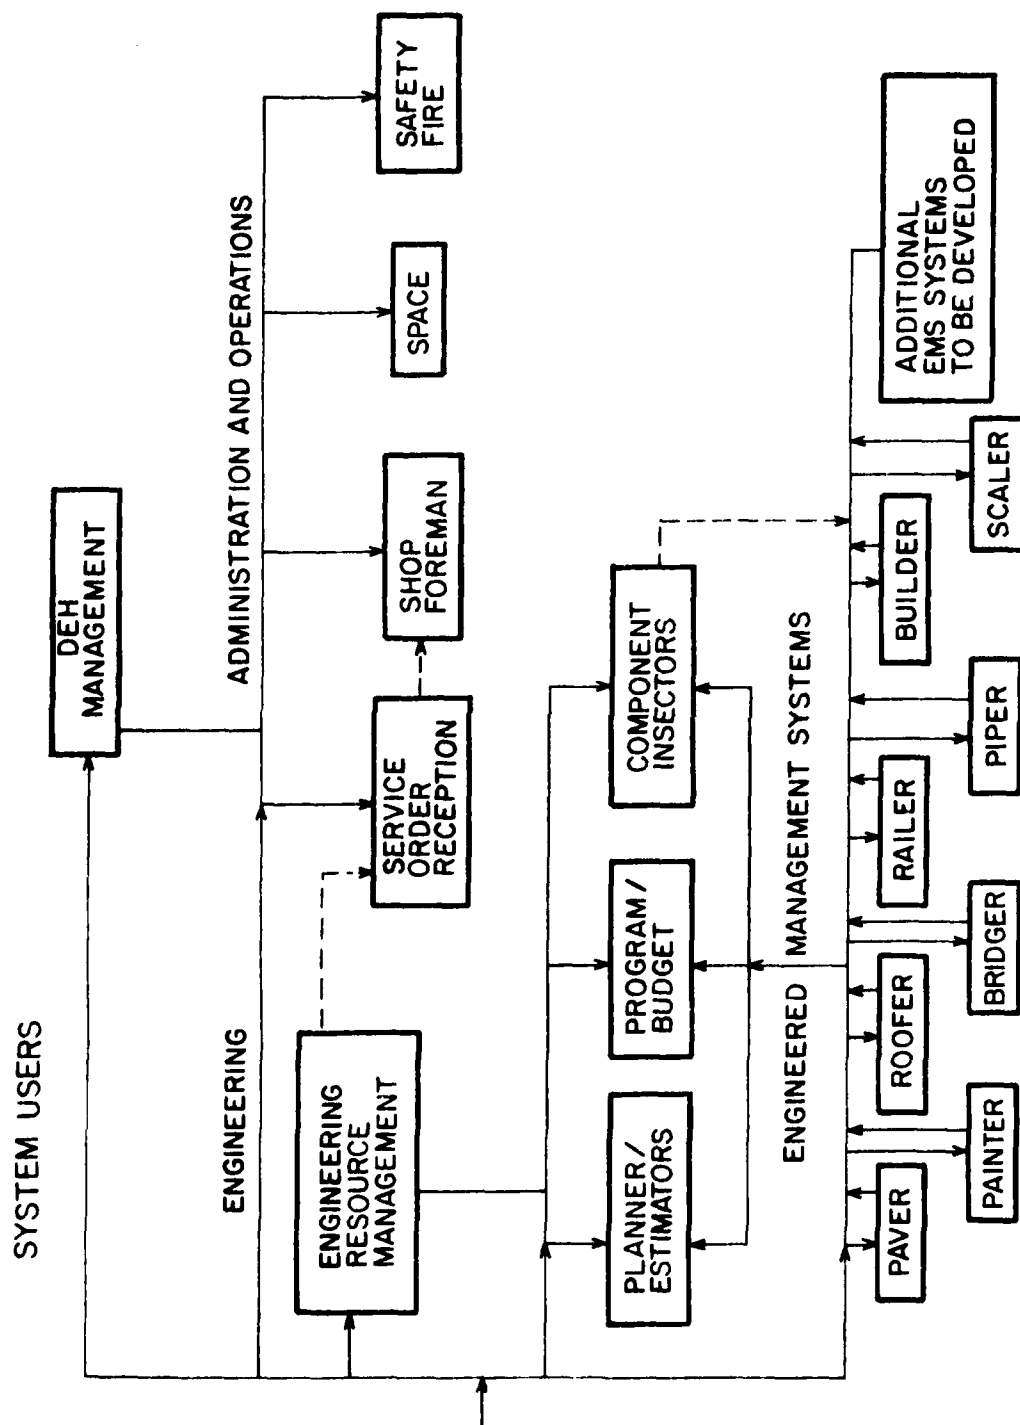 SYSTEM USERS
DEH
MANAGEMENT
ENGINEERING
ADMINISTRATION AND OPERATIONS
ENGINEERING
RESOURCE
MANAGEMENT
SERVICE
ORDER
RECEPTION
SHOP
FOREMAN
SPACE
SAFETY
FIRE
PLANNER/
ESTIMATORS
PROGRAM/
BUDGET
COMPONENT
INSECTORS
ENGINEERED MANAGEMENT SYSTEMS
PAVER
PAINTER
ROOFER
BRIDGER
RAILER
PIPER
BUILDER
SCALER
ADDITIONAL
EMS SYSTEMS
TO BE DEVELOPED